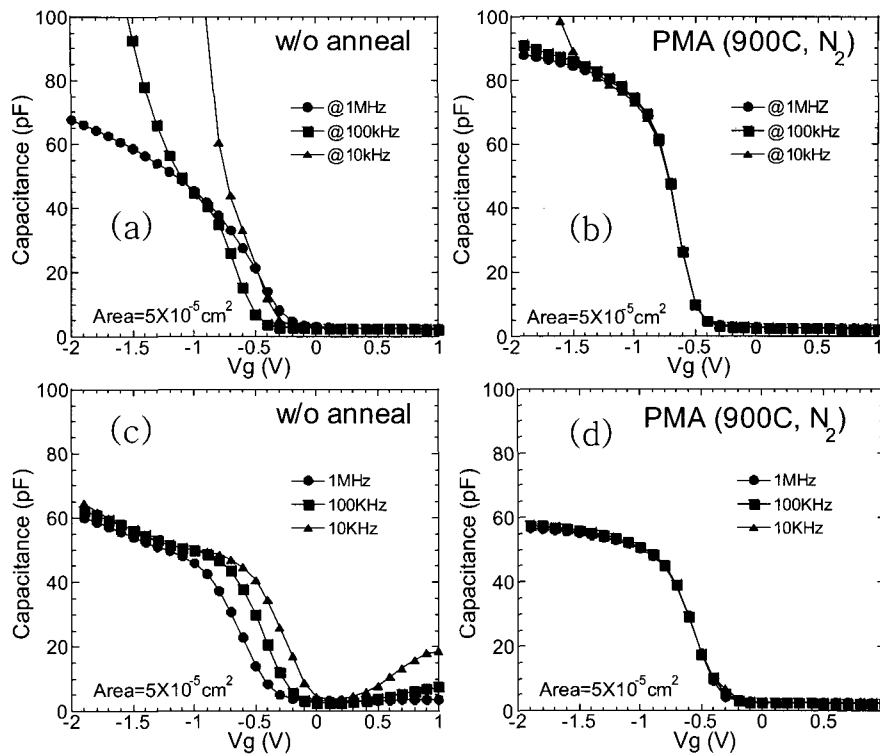 w/o anneal
@1MHz
@100kHz
@10kHz
(a)
Area=5X10⁻⁵cm²
Capacitance (pF)
100
80
60
40
20
0
-2 -1.5 -1 -0.5 0 0.5 1
Vg (V)
PMA (900C, N₂)
@1MHZ
@100kHz
@10kHz
(b)
Area=5X10⁻⁵cm²
Capacitance (pF)
100
80
60
40
20
0
-2 -1.5 -1 -0.5 0 0.5 1
Vg (V)
(c)
w/o anneal
1MHz
100KHz
10KHz
Area=5X10⁻⁵cm²
Capacitance (pF)
100
80
60
40
20
0
-2 -1.5 -1 -0.5 0 0.5 1
Vg (V)
(d)
PMA (900C, N₂)
1MHz
100KHz
10KHz
Area=5X10⁻⁵cm²
Capacitance (pF)
100
80
60
40
20
0
-2 -1.5 -1 -0.5 0 0.5 1
Vg (V)